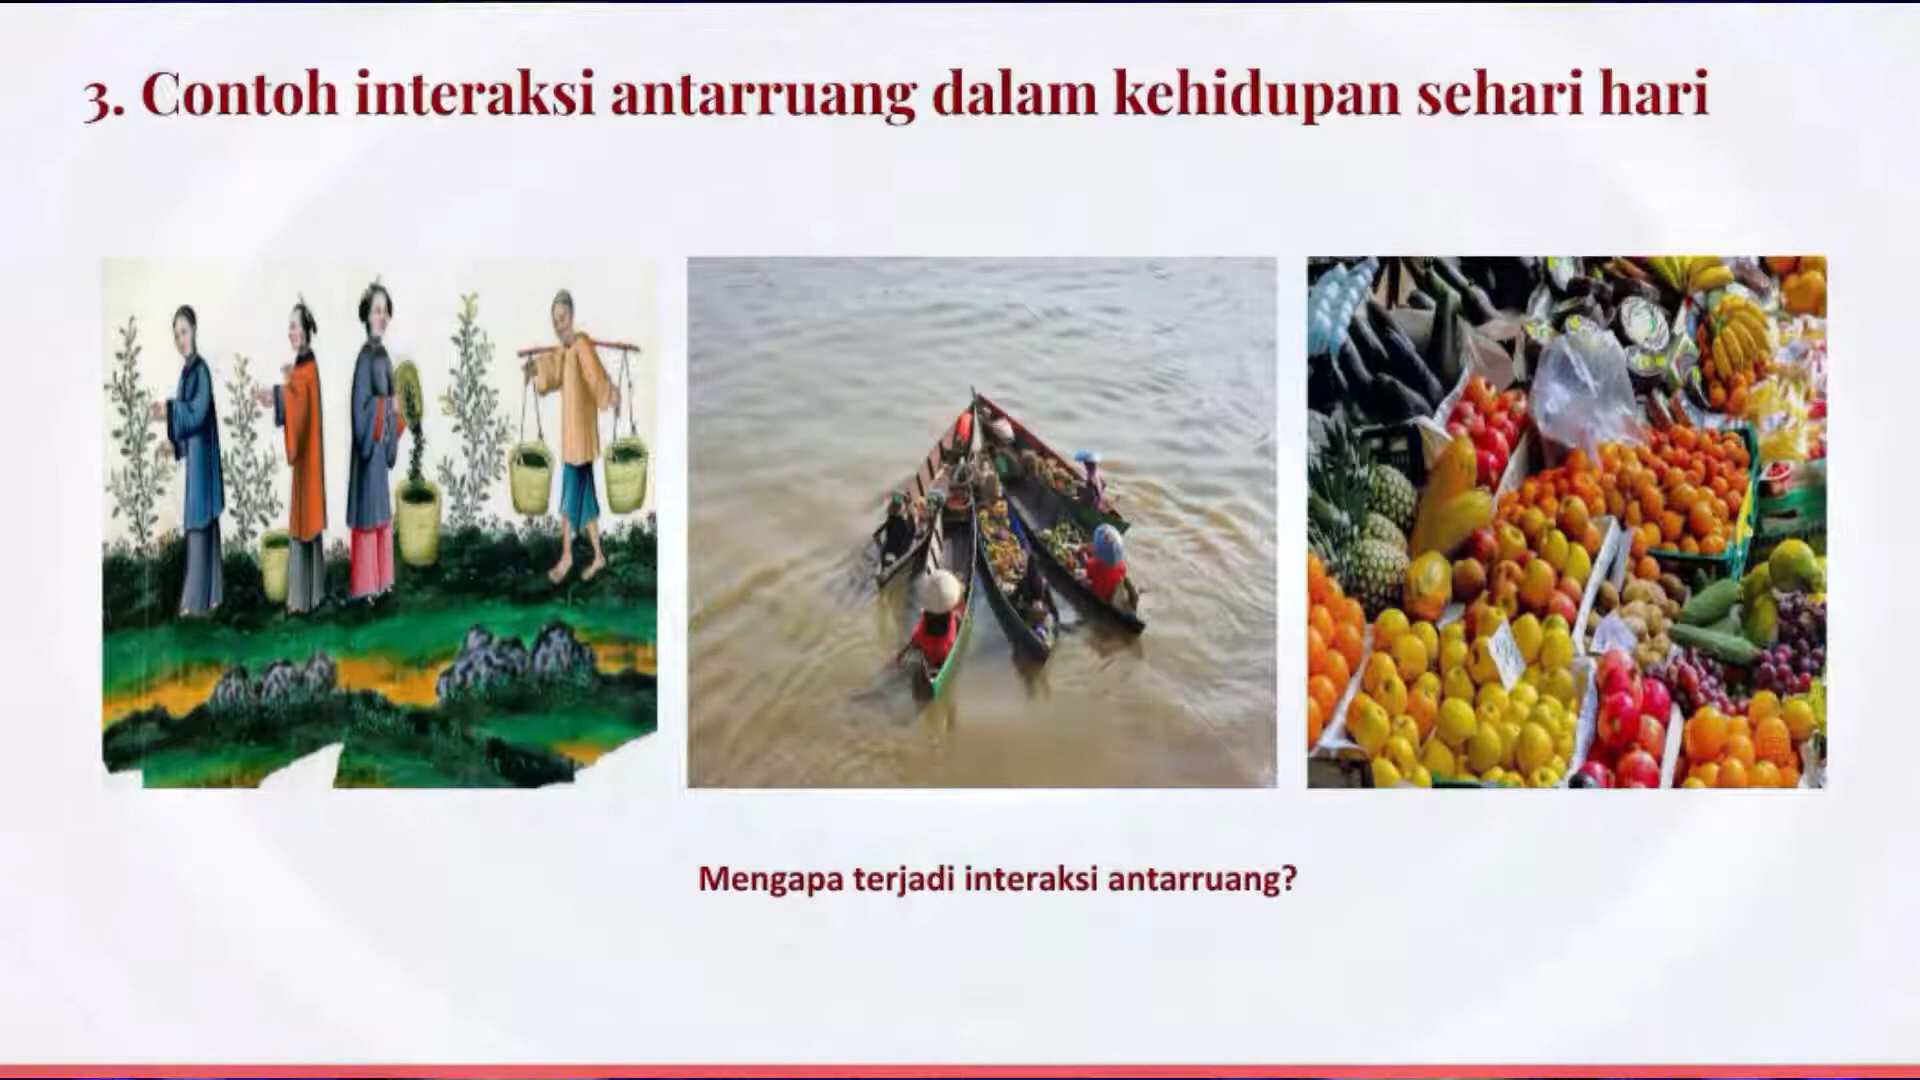 3. Contoh interaksi antarruang dalam kehidupan sehari hari
Mengapa terjadi interaksi antarruang?